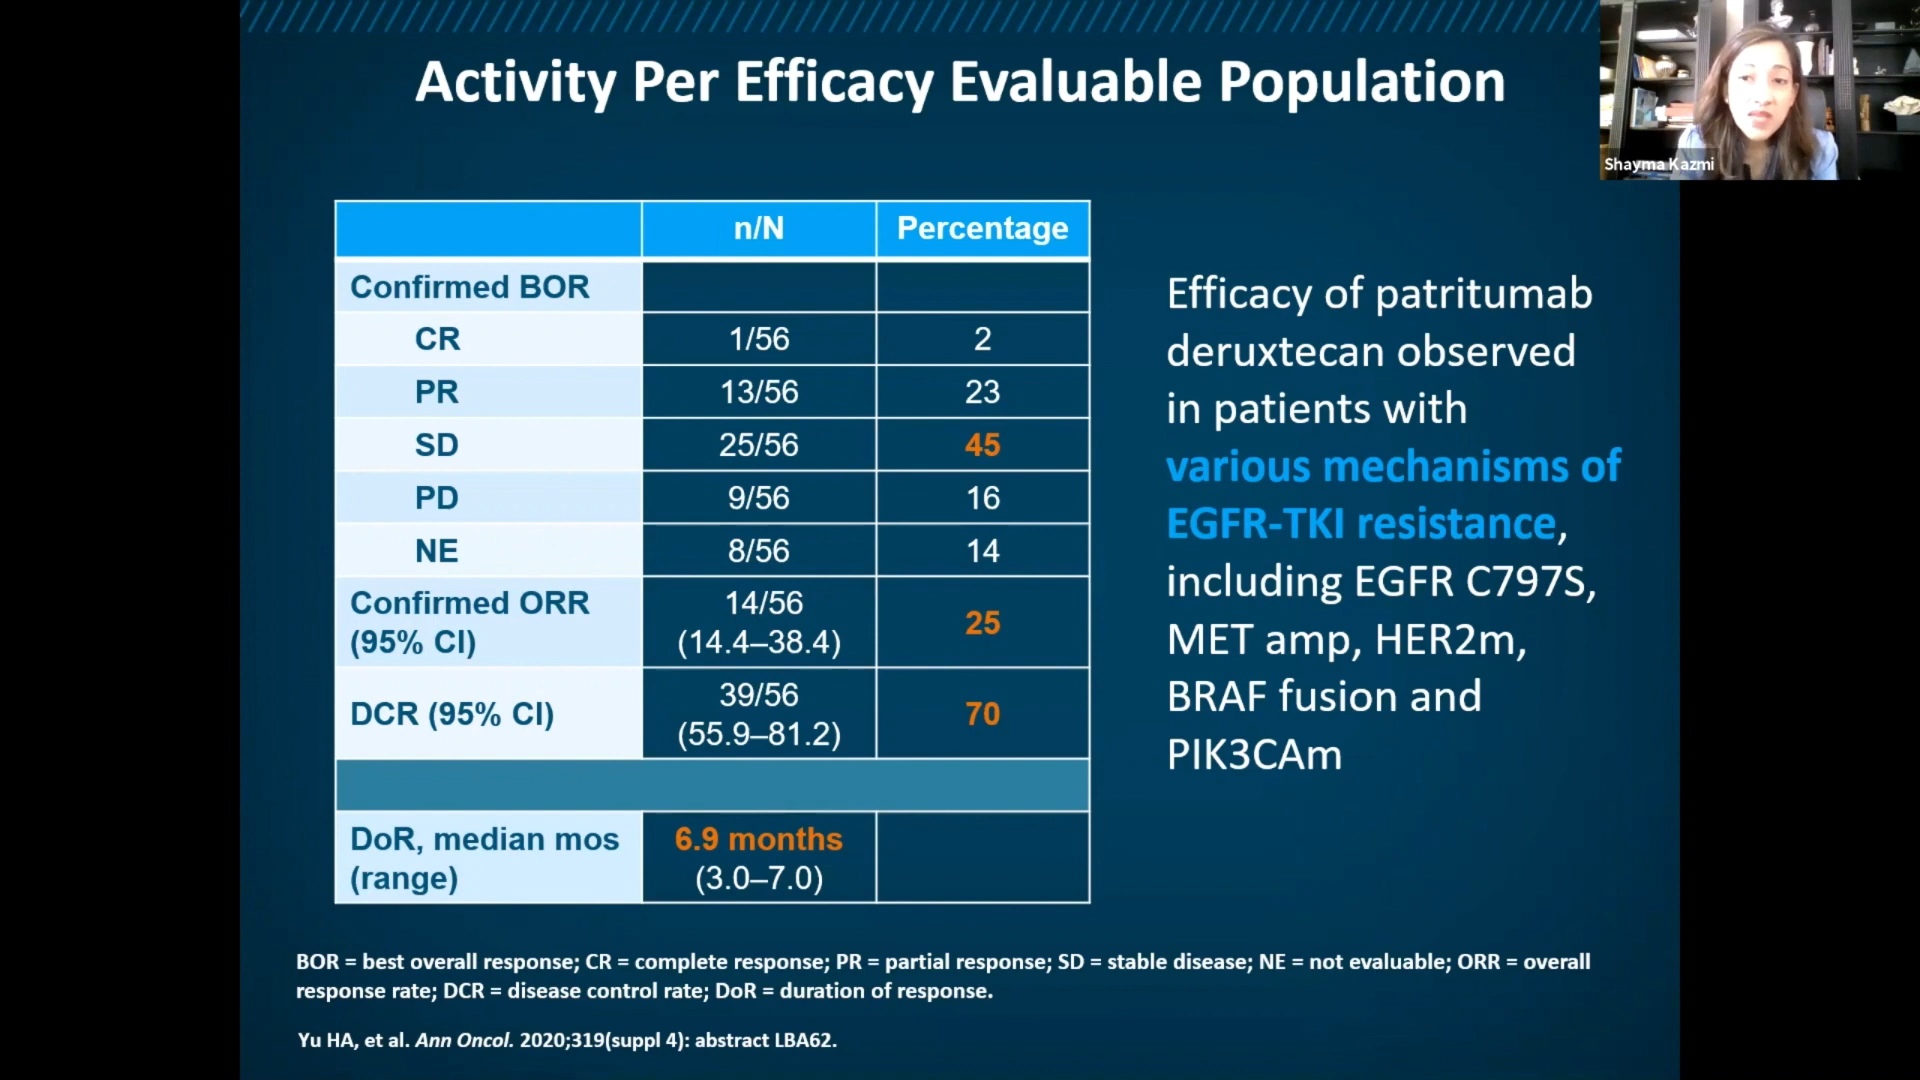 Activity Per Efficacy Evaluable Population
Shayma Kazmi
n/N Percentage
Confirmed BOR
CR 1/56 2
PR 13/56 23
SD 25/56 45
PD 9/56 16
NE 8/56 14
Confirmed ORR (95% CI) 14/56 (14.4–38.4) 25
DCR (95% CI) 39/56 (55.9–81.2) 70
DoR, median mos (range) 6.9 months (3.0–7.0)
Efficacy of patritumab
deruxtecan observed
in patients with
various mechanisms of
EGFR-TKI resistance,
including EGFR C797S,
MET amp, HER2m,
BRAF fusion and
PIK3CAm
BOR = best overall response; CR = complete response; PR = partial response; SD = stable disease; NE = not evaluable; ORR = overall
response rate; DCR = disease control rate; DoR = duration of response.
Yu HA, et al. Ann Oncol. 2020;319(suppl 4): abstract LBA62.